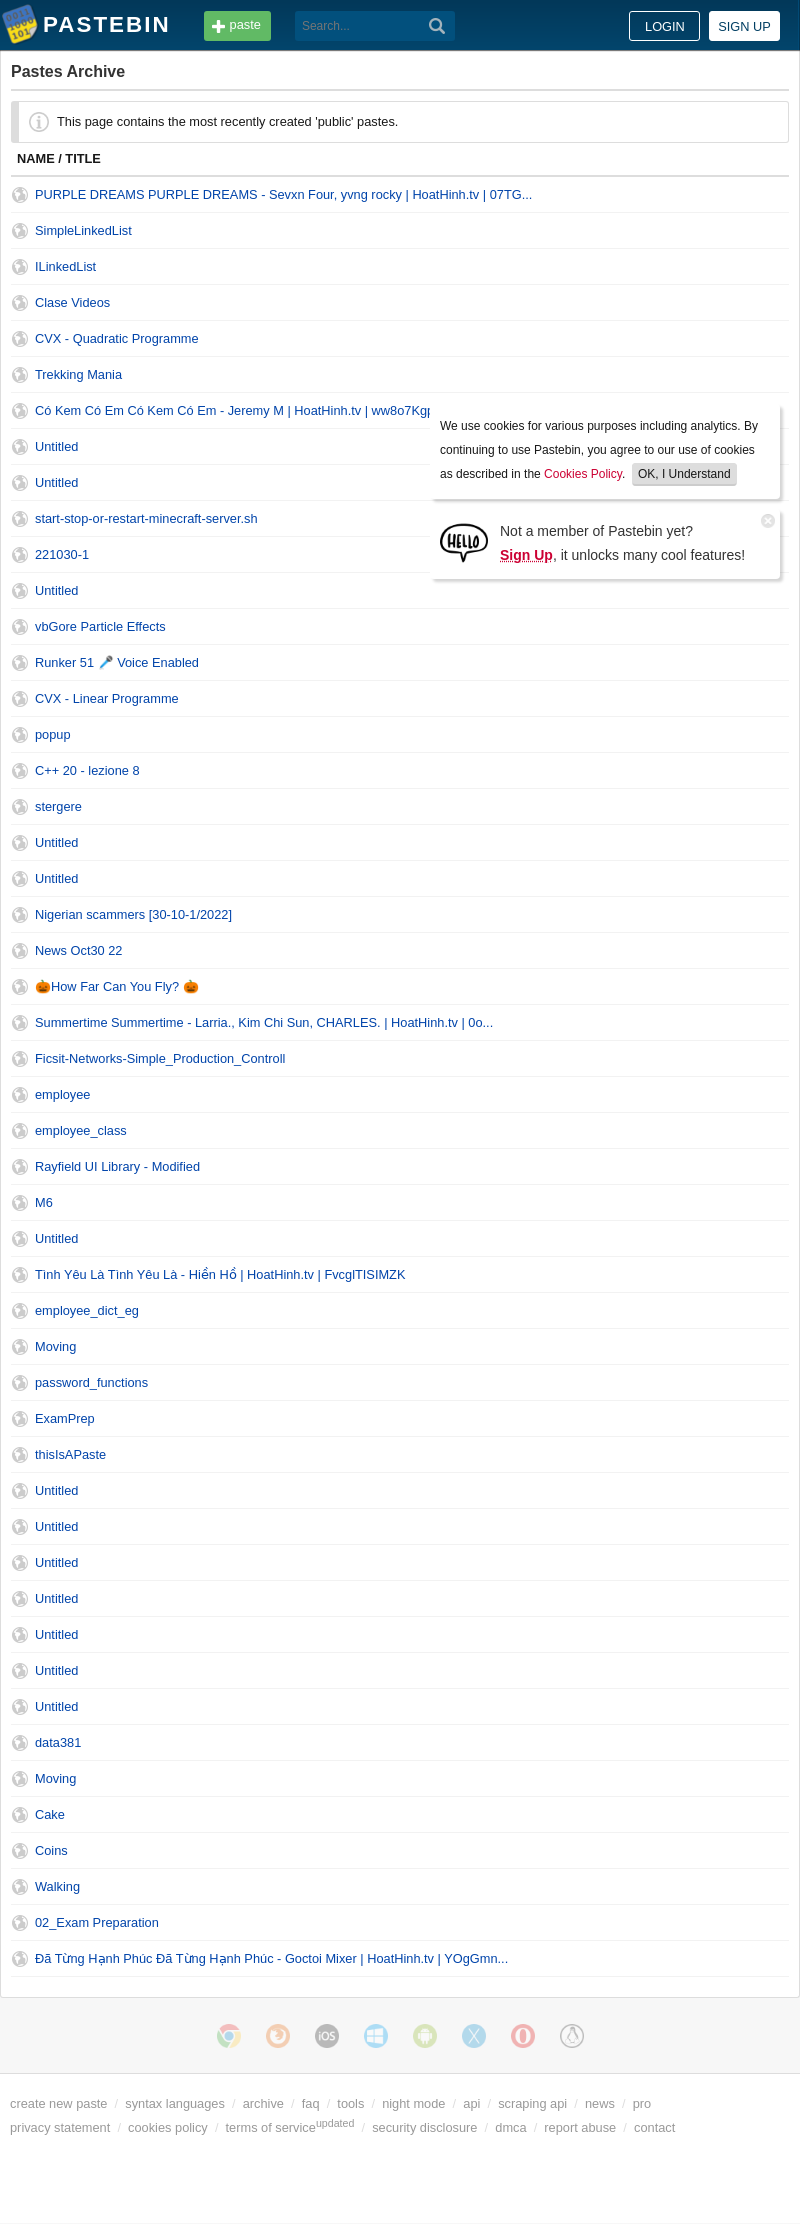 PASTEBIN
paste
Search...
LOGIN
SIGN UP
Pastes Archive
This page contains the most recently created 'public' pastes.
NAME / TITLE
PURPLE DREAMS PURPLE DREAMS - Sevxn Four, yvng rocky | HoatHinh.tv | 07TG...
SimpleLinkedList
ILinkedList
Clase Videos
CVX - Quadratic Programme
Trekking Mania
Có Kem Có Em Có Kem Có Em - Jeremy M | HoatHinh.tv |
Untitled
Untitled
start-stop-or-restart-minecraft-server.sh
221030-1
We use cookies for various purposes including analytics. By
continuing to use Pastebin, you agree to our use of cookies
as described in the Cookies Policy. OK, I Understand
HELLO
Not a member of Pastebin yet?
Sign Up, it unlocks many cool features!
Untitled
vbGore Particle Effects
Runker 51 🎤 Voice Enabled
CVX - Linear Programme
popup
C++ 20 - lezione 8
stergere
Untitled
Untitled
Nigerian scammers [30-10-1/2022]
News Oct30 22
🎃How Far Can You Fly? 🎃
Summertime Summertime - Larria., Kim Chi Sun, CHARLES. | HoatHinh.tv | 0o...
Ficsit-Networks-Simple_Production_Controll
employee
employee_class
Rayfield UI Library - Modified
M6
Untitled
Tình Yêu Là Tình Yêu Là - Hiền Hồ | HoatHinh.tv |
employee_dict_eg
Moving
password_functions
ExamPrep
thisIsAPaste
Untitled
Untitled
Untitled
Untitled
Untitled
Untitled
Untitled
data381
Moving
Cake
Coins
Walking
02_Exam Preparation
Đã Từng Hạnh Phúc Đã Từng Hạnh Phúc - Goctoi Mixer | HoatHinh.tv | YOgGmn...
iOS
create new paste / syntax languages / archive / faq / tools / night mode / api / scraping api / news / pro
privacy statement / cookies policy / terms of service updated / security disclosure / dmca / report abuse / contact